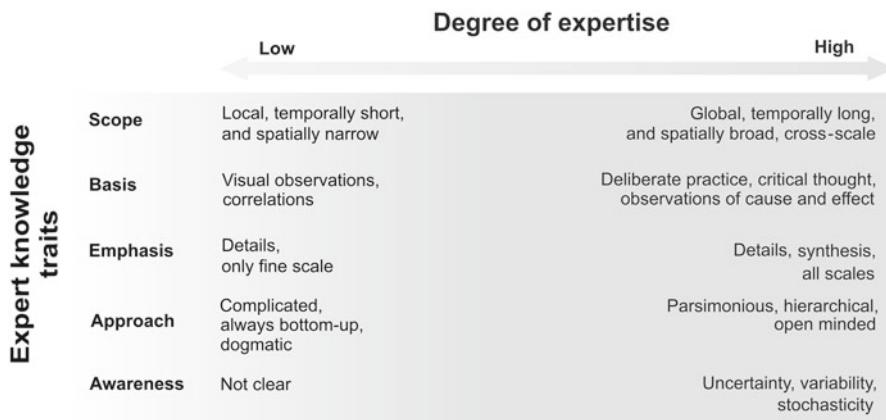 Degree of expertise
Low
High
Expert knowledge
traits
Scope
Local, temporally short,
and spatially narrow
Global, temporally long,
and spatially broad, cross-scale
Basis
Visual observations,
correlations
Deliberate practice, critical thought,
observations of cause and effect
Emphasis
Details,
only fine scale
Details, synthesis,
all scales
Approach
Complicated,
always bottom-up,
dogmatic
Parsimonious, hierarchical,
open minded
Awareness
Not clear
Uncertainty, variability,
stochasticity